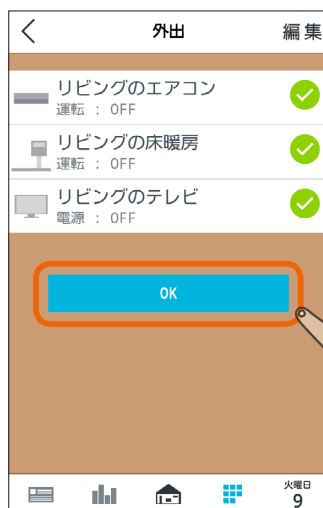 外出 編集
リビングのエアコン
運転 : OFF
リビングの床暖房
運転 : OFF
リビングのテレビ
電源 : OFF
OK
火曜日
9